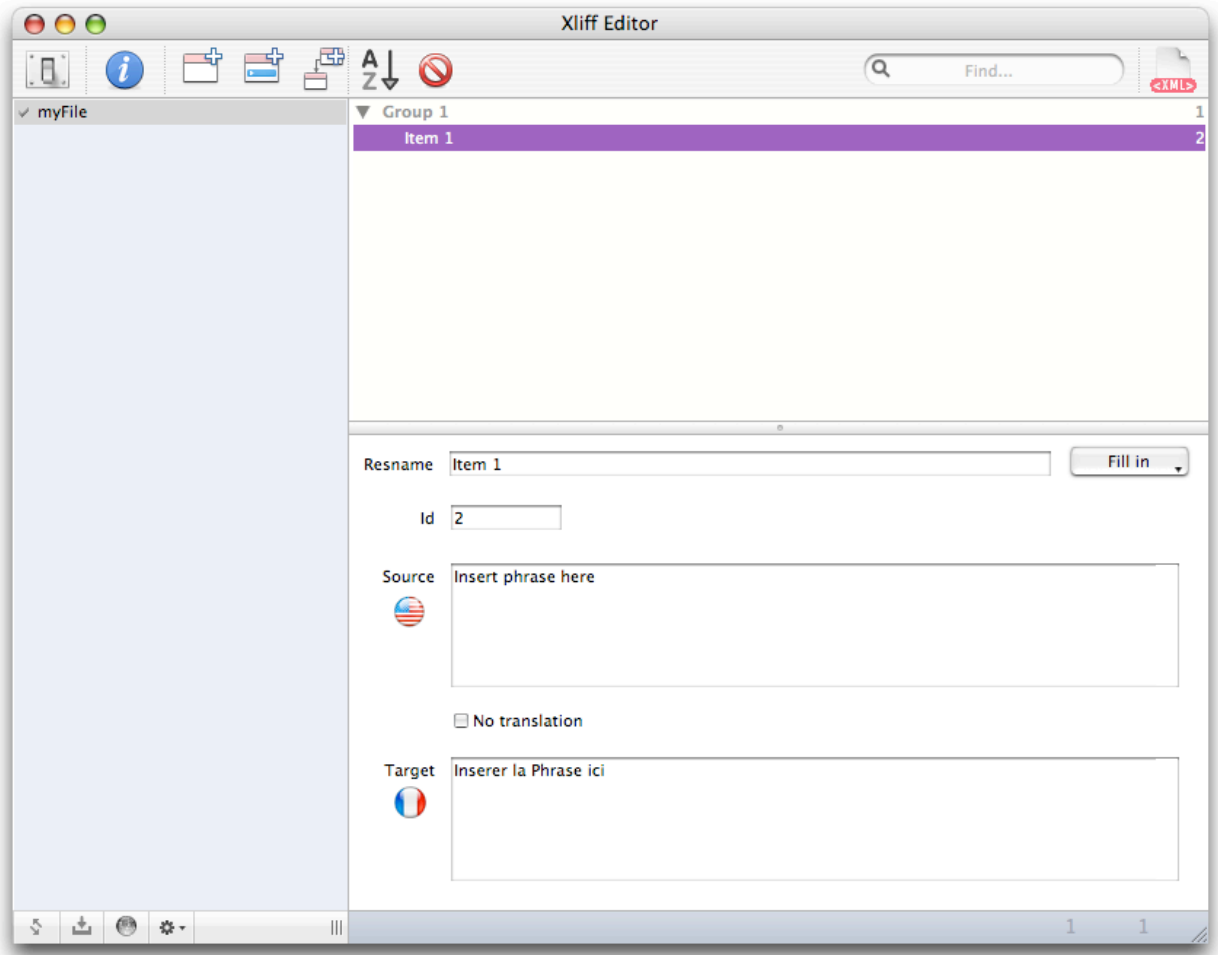 Xliff Editor
A
Z
Find...
<XML>
myFile
Group 1 1
Item 1 2
Resname Item 1 Fill in
Id 2
Source Insert phrase here
No translation
Target Inserer la Phrase ici
1 1